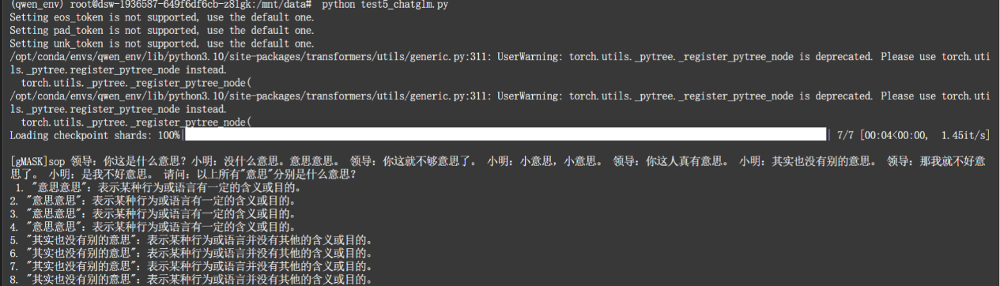 (qwen_env) root@dsw-1936587-649f6df6cb-z8lgk:/mnt/data#  python test5_chatglm.py
Setting eos_token is not supported, use the default one.
Setting pad_token is not supported, use the default one.
Setting unk_token is not supported, use the default one.
/opt/conda/envs/qwen_env/lib/python3.10/site-packages/transformers/utils/generic.py:311: UserWarning: torch.utils._pytree._register_pytree_node is deprecated. Please use torch.uti
ls._pytree.register_pytree_node instead.
  torch.utils._pytree._register_pytree_node(
/opt/conda/envs/qwen_env/lib/python3.10/site-packages/transformers/utils/generic.py:311: UserWarning: torch.utils._pytree._register_pytree_node is deprecated. Please use torch.uti
ls._pytree.register_pytree_node instead.
  torch.utils._pytree._register_pytree_node(
Loading checkpoint shards: 100%| | 7/7 [00:04<00:00,  1.45it/s]
[gMASK]sop 领导：你这是什么意思？小明：没什么意思。意思意思。 领导：你这就不够意思了。 小明：小意思，小意思。 领导：你这人真有意思。 小明：其实也没有别的意思。 领导：那我就不好意
思了。 小明：是我不好意思。 请问：以上所有"意思"分别是什么意思？
1. "意思意思"：表示某种行为或语言有一定的含义或目的。
2. "意思意思"：表示某种行为或语言有一定的含义或目的。
3. "意思意思"：表示某种行为或语言有一定的含义或目的。
4. "意思意思"：表示某种行为或语言有一定的含义或目的。
5. "其实也没有别的意思"：表示某种行为或语言并没有其他的含义或目的。
6. "其实也没有别的意思"：表示某种行为或语言并没有其他的含义或目的。
7. "其实也没有别的意思"：表示某种行为或语言并没有其他的含义或目的。
8. "其实也没有别的意思"：表示某种行为或语言并没有其他的含义或目的。